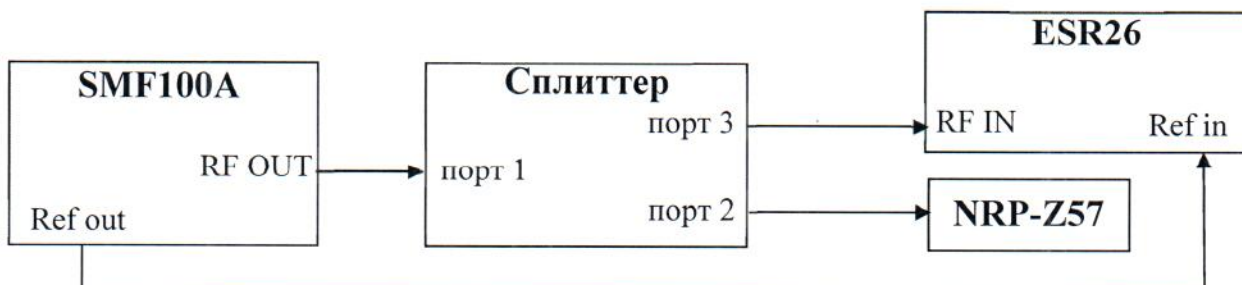 ESR26
SMF100A
Сплиттер
порт 3
RF IN
Ref in
RF OUT
порт 1
Ref out
порт 2
NRP-Z57